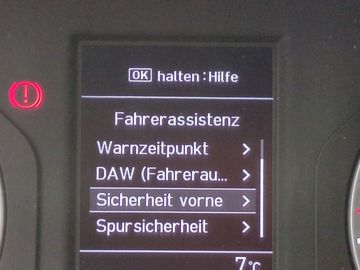 OK halten : Hilfe
Fahrerassistenz
Warnzeitpunkt >
DAW (Fahrerau... >
Sicherheit vorne >
Spursicherheit >
7°C